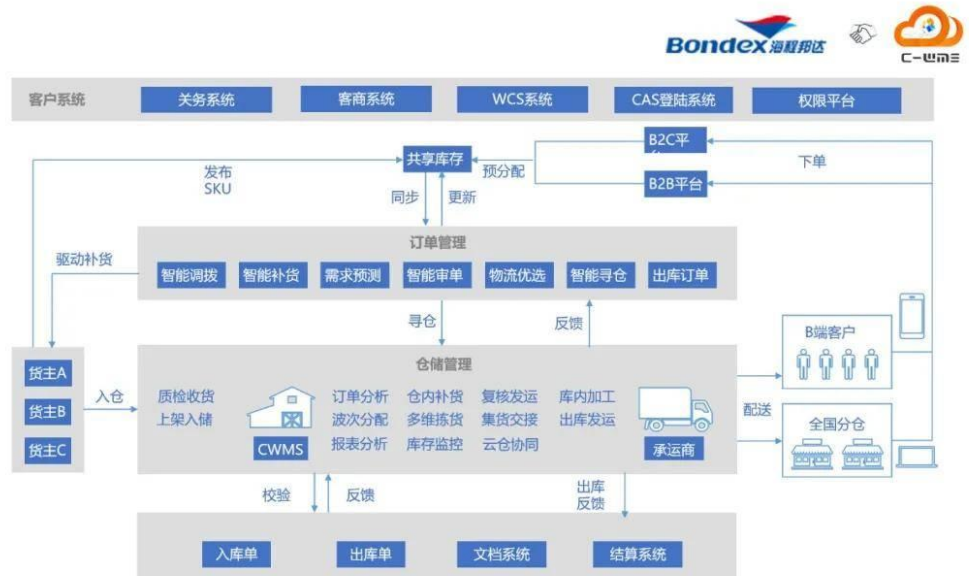 Bondex 海程邦达
C-WMS
客户系统
关务系统
客商系统
WCS系统
CAS登陆系统
权限平台
发布
SKU
共享库存
预分配
B2C平
B2B平台
下单
同步
更新
订单管理
驱动补货
智能调拨
智能补货
需求预测
智能审单
物流优选
智能寻仓
出库订单
寻仓
反馈
B端客户
仓储管理
货主A
货主B
货主C
入仓
质检收货
上架入储
CWMS
订单分析
仓内补货
复核发运
库内加工
波次分配
多维拣货
集货交接
出库发运
报表分析
库存监控
云仓协同
承运商
配送
全国分仓
校验
反馈
出库
反馈
入库单
出库单
文档系统
结算系统